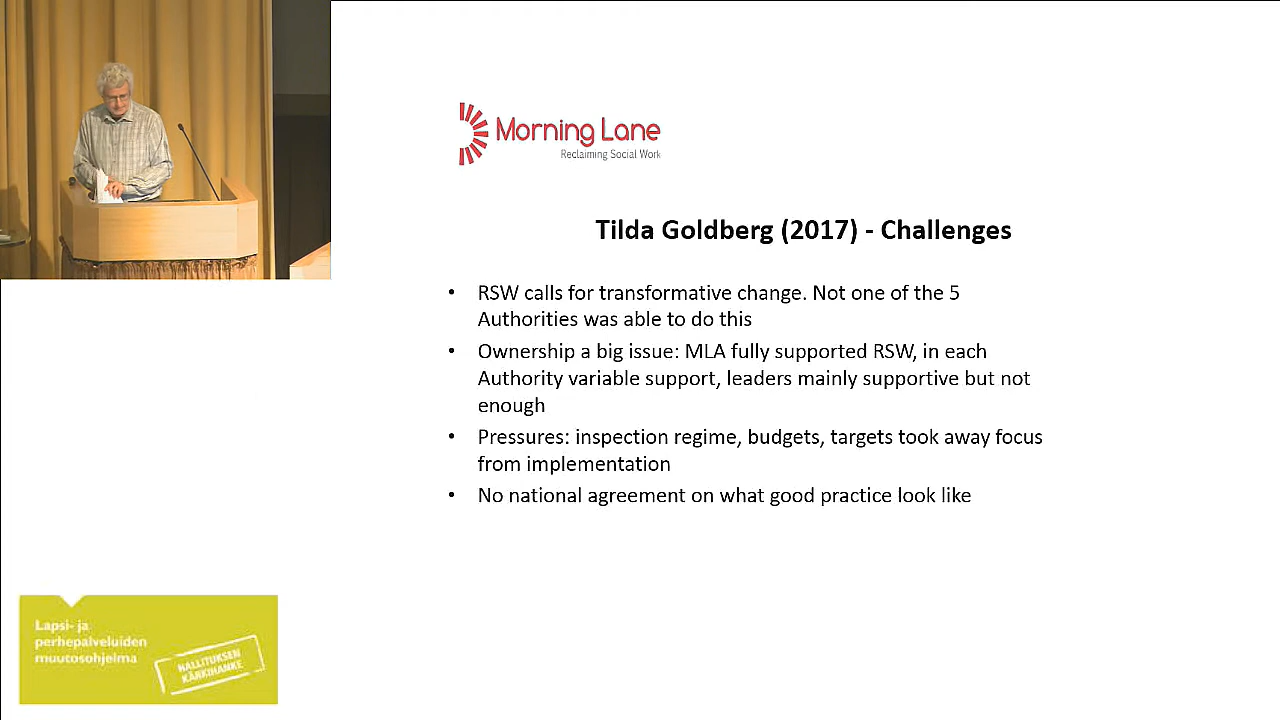 Morning Lane
Reclaiming Social Work
Tilda Goldberg (2017) - Challenges
• RSW calls for transformative change. Not one of the 5
Authorities was able to do this
• Ownership a big issue: MLA fully supported RSW, in each
Authority variable support, leaders mainly supportive but not
enough
• Pressures: inspection regime, budgets, targets took away focus
from implementation
• No national agreement on what good practice look like
Lapsi- ja
perhepalveluiden
muutosohjelma
HALLITUKSEN
KÄRKIHANKE